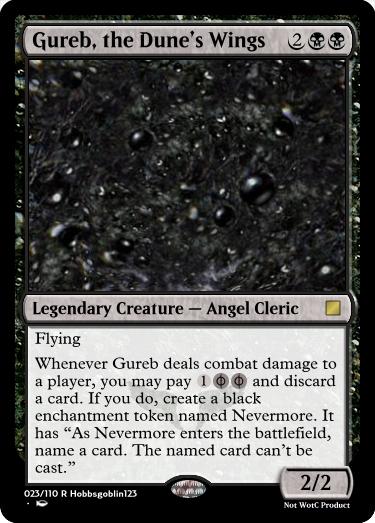 Gureb, the Dune's Wings 2
Legendary Creature — Angel Cleric
Flying
Whenever Gureb deals combat damage to
a player, you may pay 1 and discard
a card. If you do, create a black
enchantment token named Nevermore. It
has “As Nevermore enters the battlefield,
name a card. The named card can't be
cast.”
2/2
023/110 R Hobbsgoblin123
Not WotC Product